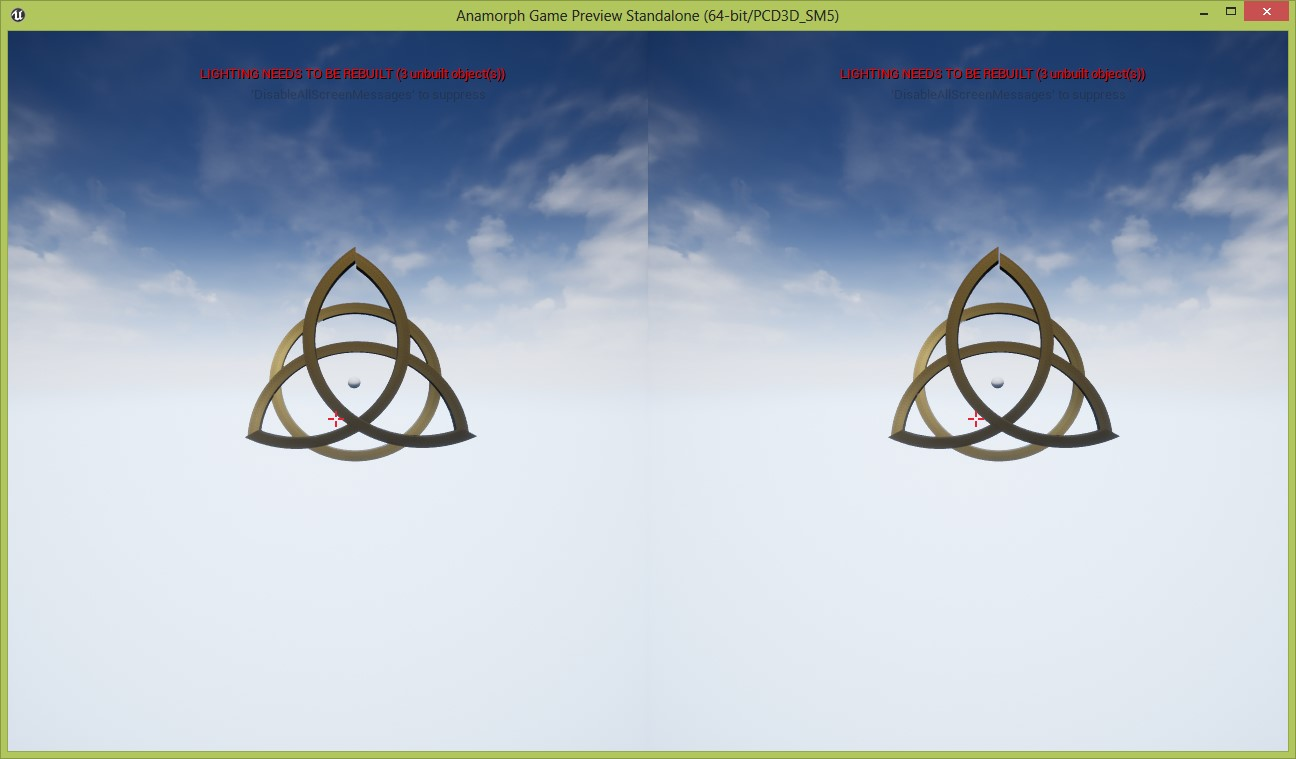 Anamorph Game Preview Standalone (64-bit/PCD3D_SM5)
LIGHTING NEEDS TO BE REBUILT (3 unbuilt object(s))
'DisableAllScreenMessages' to suppress
LIGHTING NEEDS TO BE REBUILT (3 unbuilt object(s))
'DisableAllScreenMessages' to suppress